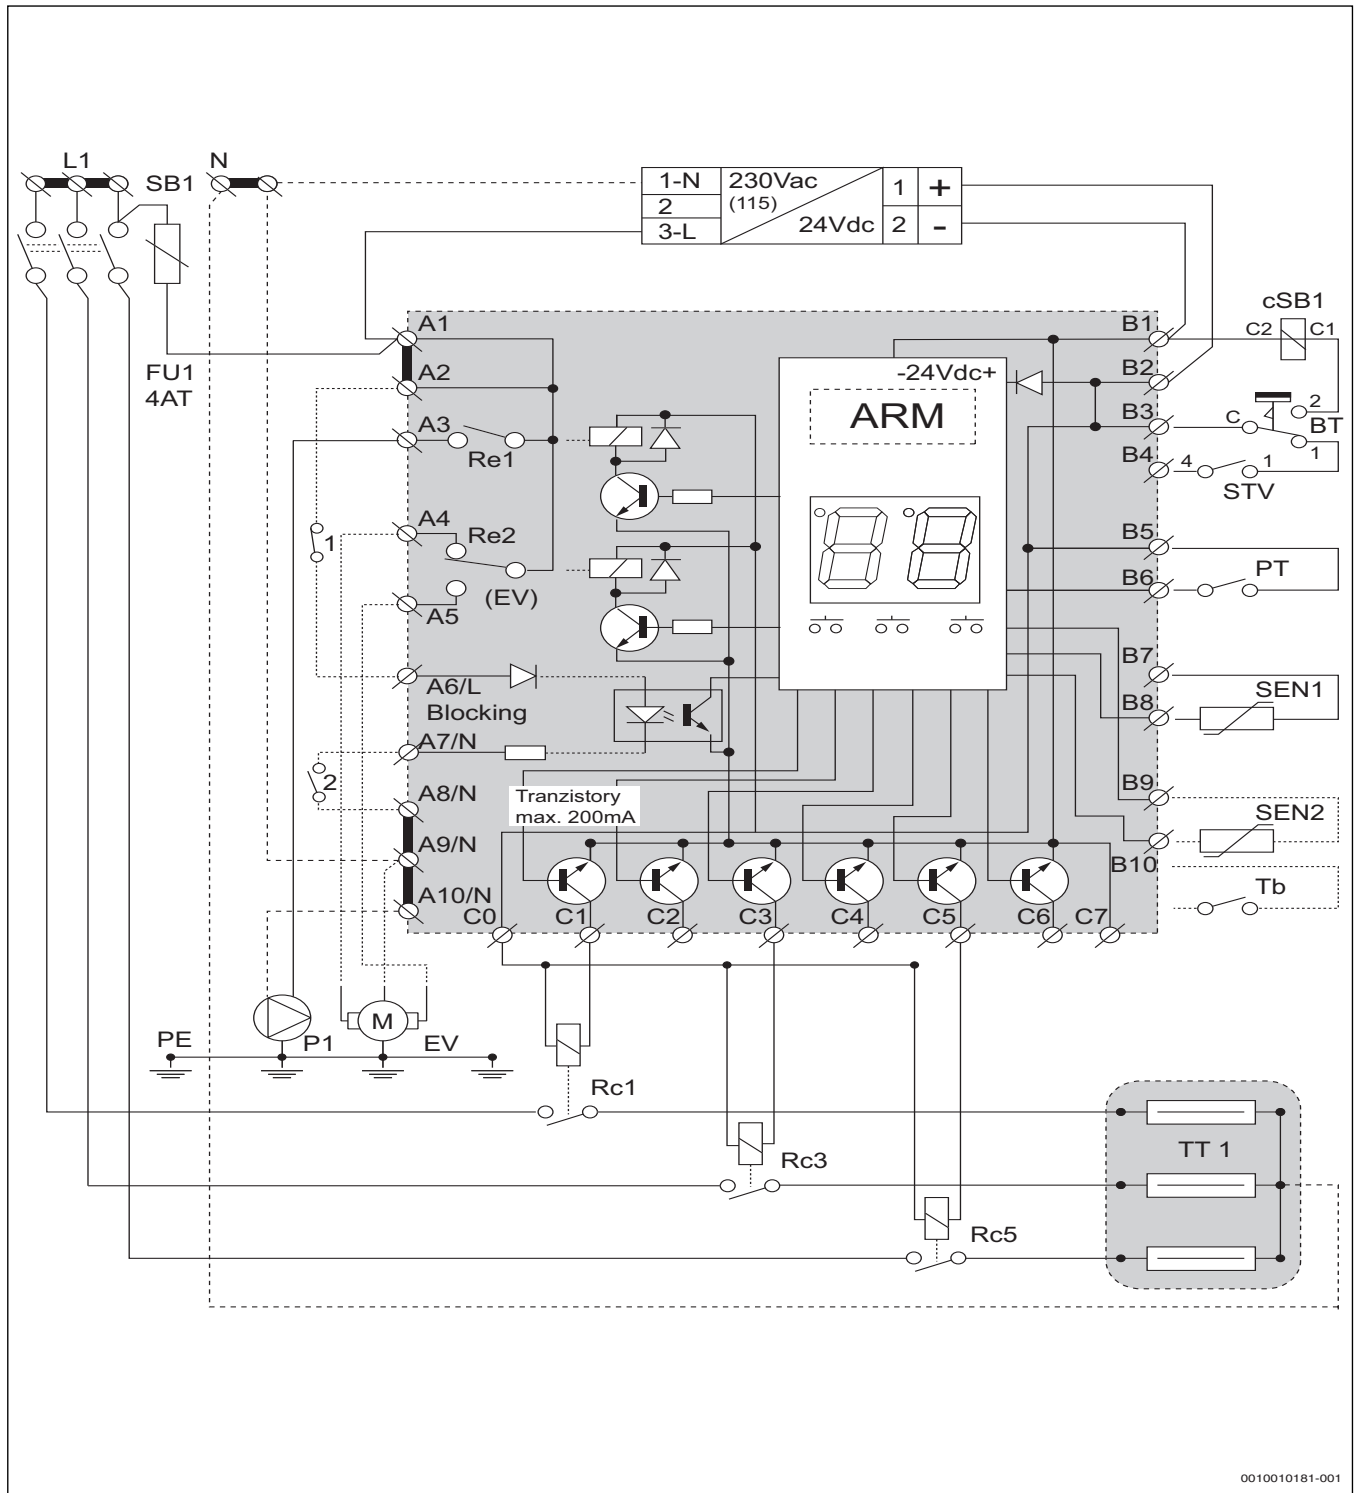 L1
N
SB1
1-N
230Vac
1
+
2
(115)
3-L
24Vdc
2
-
cSB1
C2
C1
FU1
4AT
A1
B1
A2
-24Vdc+
B2
ARM
A3
B3
C
2
BT
1
Re1
B4
4
1
STV
A4
Re2
B5
1
(EV)
B6
PT
A5
A6/L
Blocking
B7
B8
SEN1
A7/N
2
A8/N
Tranzistory
max. 200mA
B9
SEN2
A9/N
B10
A10/N
Tb
C0
C1
C2
C3
C4
C5
C6
C7
PE
P1
M
EV
Rc1
Rc3
TT 1
Rc5
0010010181-001